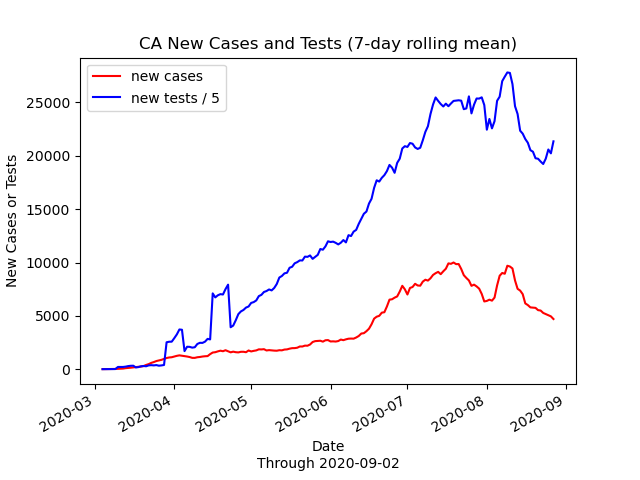 CA New Cases and Tests (7-day rolling mean)
new cases
new tests / 5
25000
20000
15000
10000
5000
0
New Cases or Tests
2020-03
2020-04
2020-05
2020-06
2020-07
2020-08
2020-09
Date
Through 2020-09-02